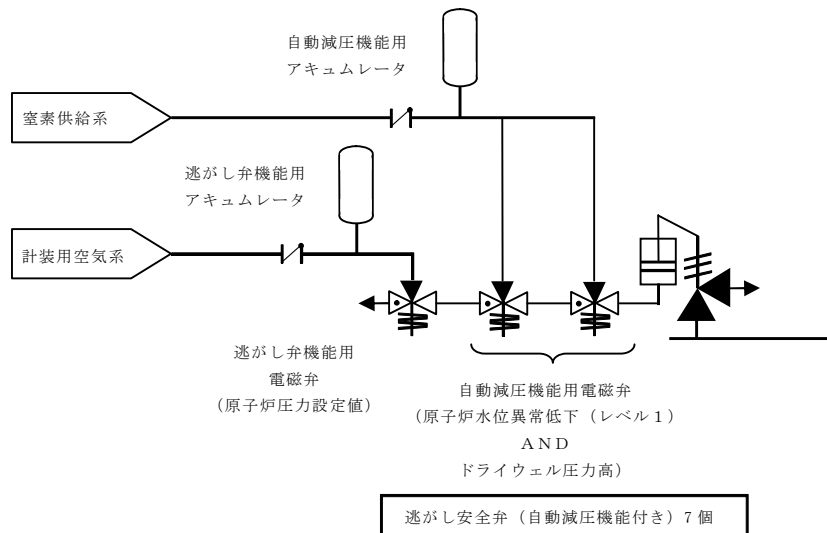 自動減圧機能用
アキュムレータ
窒素供給系
逃がし弁機能用
アキュムレータ
計装用空気系
逃がし弁機能用
電磁弁
（原子炉圧力設定値）
自動減圧機能用電磁弁
（原子炉水位異常低下（レベル１）
ＡＮＤ
ドライウェル圧力高）
逃がし安全弁（自動減圧機能付き）７個